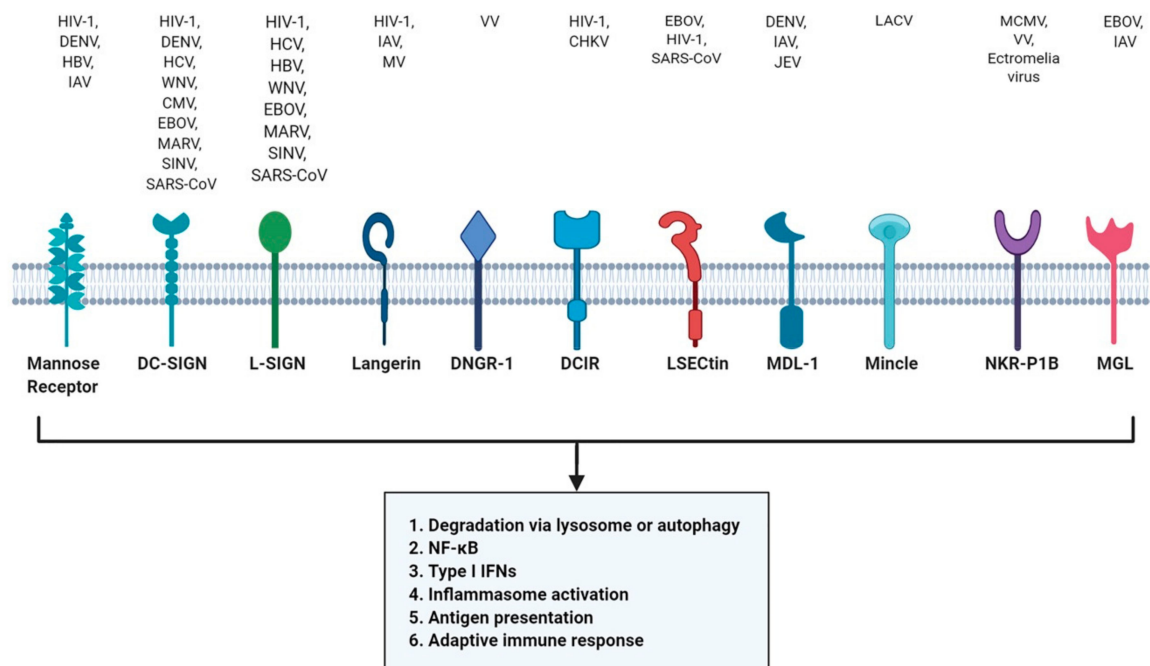 HIV-1,
DENV,
HBV,
IAV
HIV-1,
DENV,
HCV,
WNV,
CMV,
EBOV,
MARV,
SINV,
SARS-CoV
HIV-1,
HCV,
HBV,
WNV,
EBOV,
MARV,
SINV,
SARS-CoV
HIV-1,
IAV,
MV
VV
HIV-1,
CHKV
EBOV,
HIV-1,
SARS-CoV
DENV,
IAV,
JEV
LACV
MCMV,
VV,
Ectromelia
virus
EBOV,
IAV
Mannose
Receptor
DC-SIGN
L-SIGN
Langerin
DNGR-1
DCIR
LSECtin
MDL-1
Mincle
NKR-P1B
MGL
1. Degradation via lysosome or autophagy
2. NF-κB
3. Type I IFNs
4. Inflammasome activation
5. Antigen presentation
6. Adaptive immune response